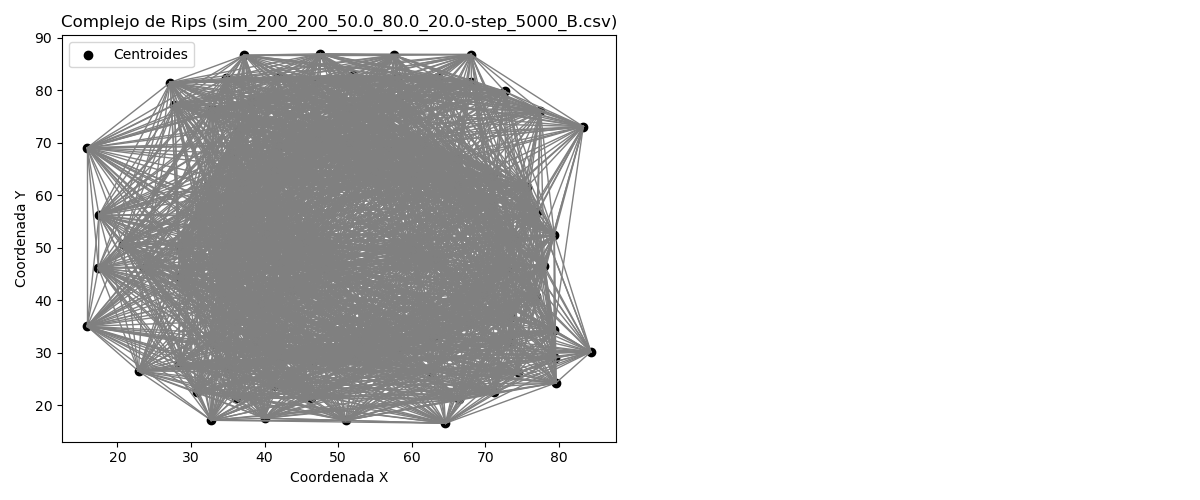 Complejo de Rips (sim_200_200_50.0_80.0_20.0-step_5000_B.csv)
Centroides
90
80
70
60
50
40
30
20
Coordenada Y
20 30 40 50 60 70 80
Coordenada X